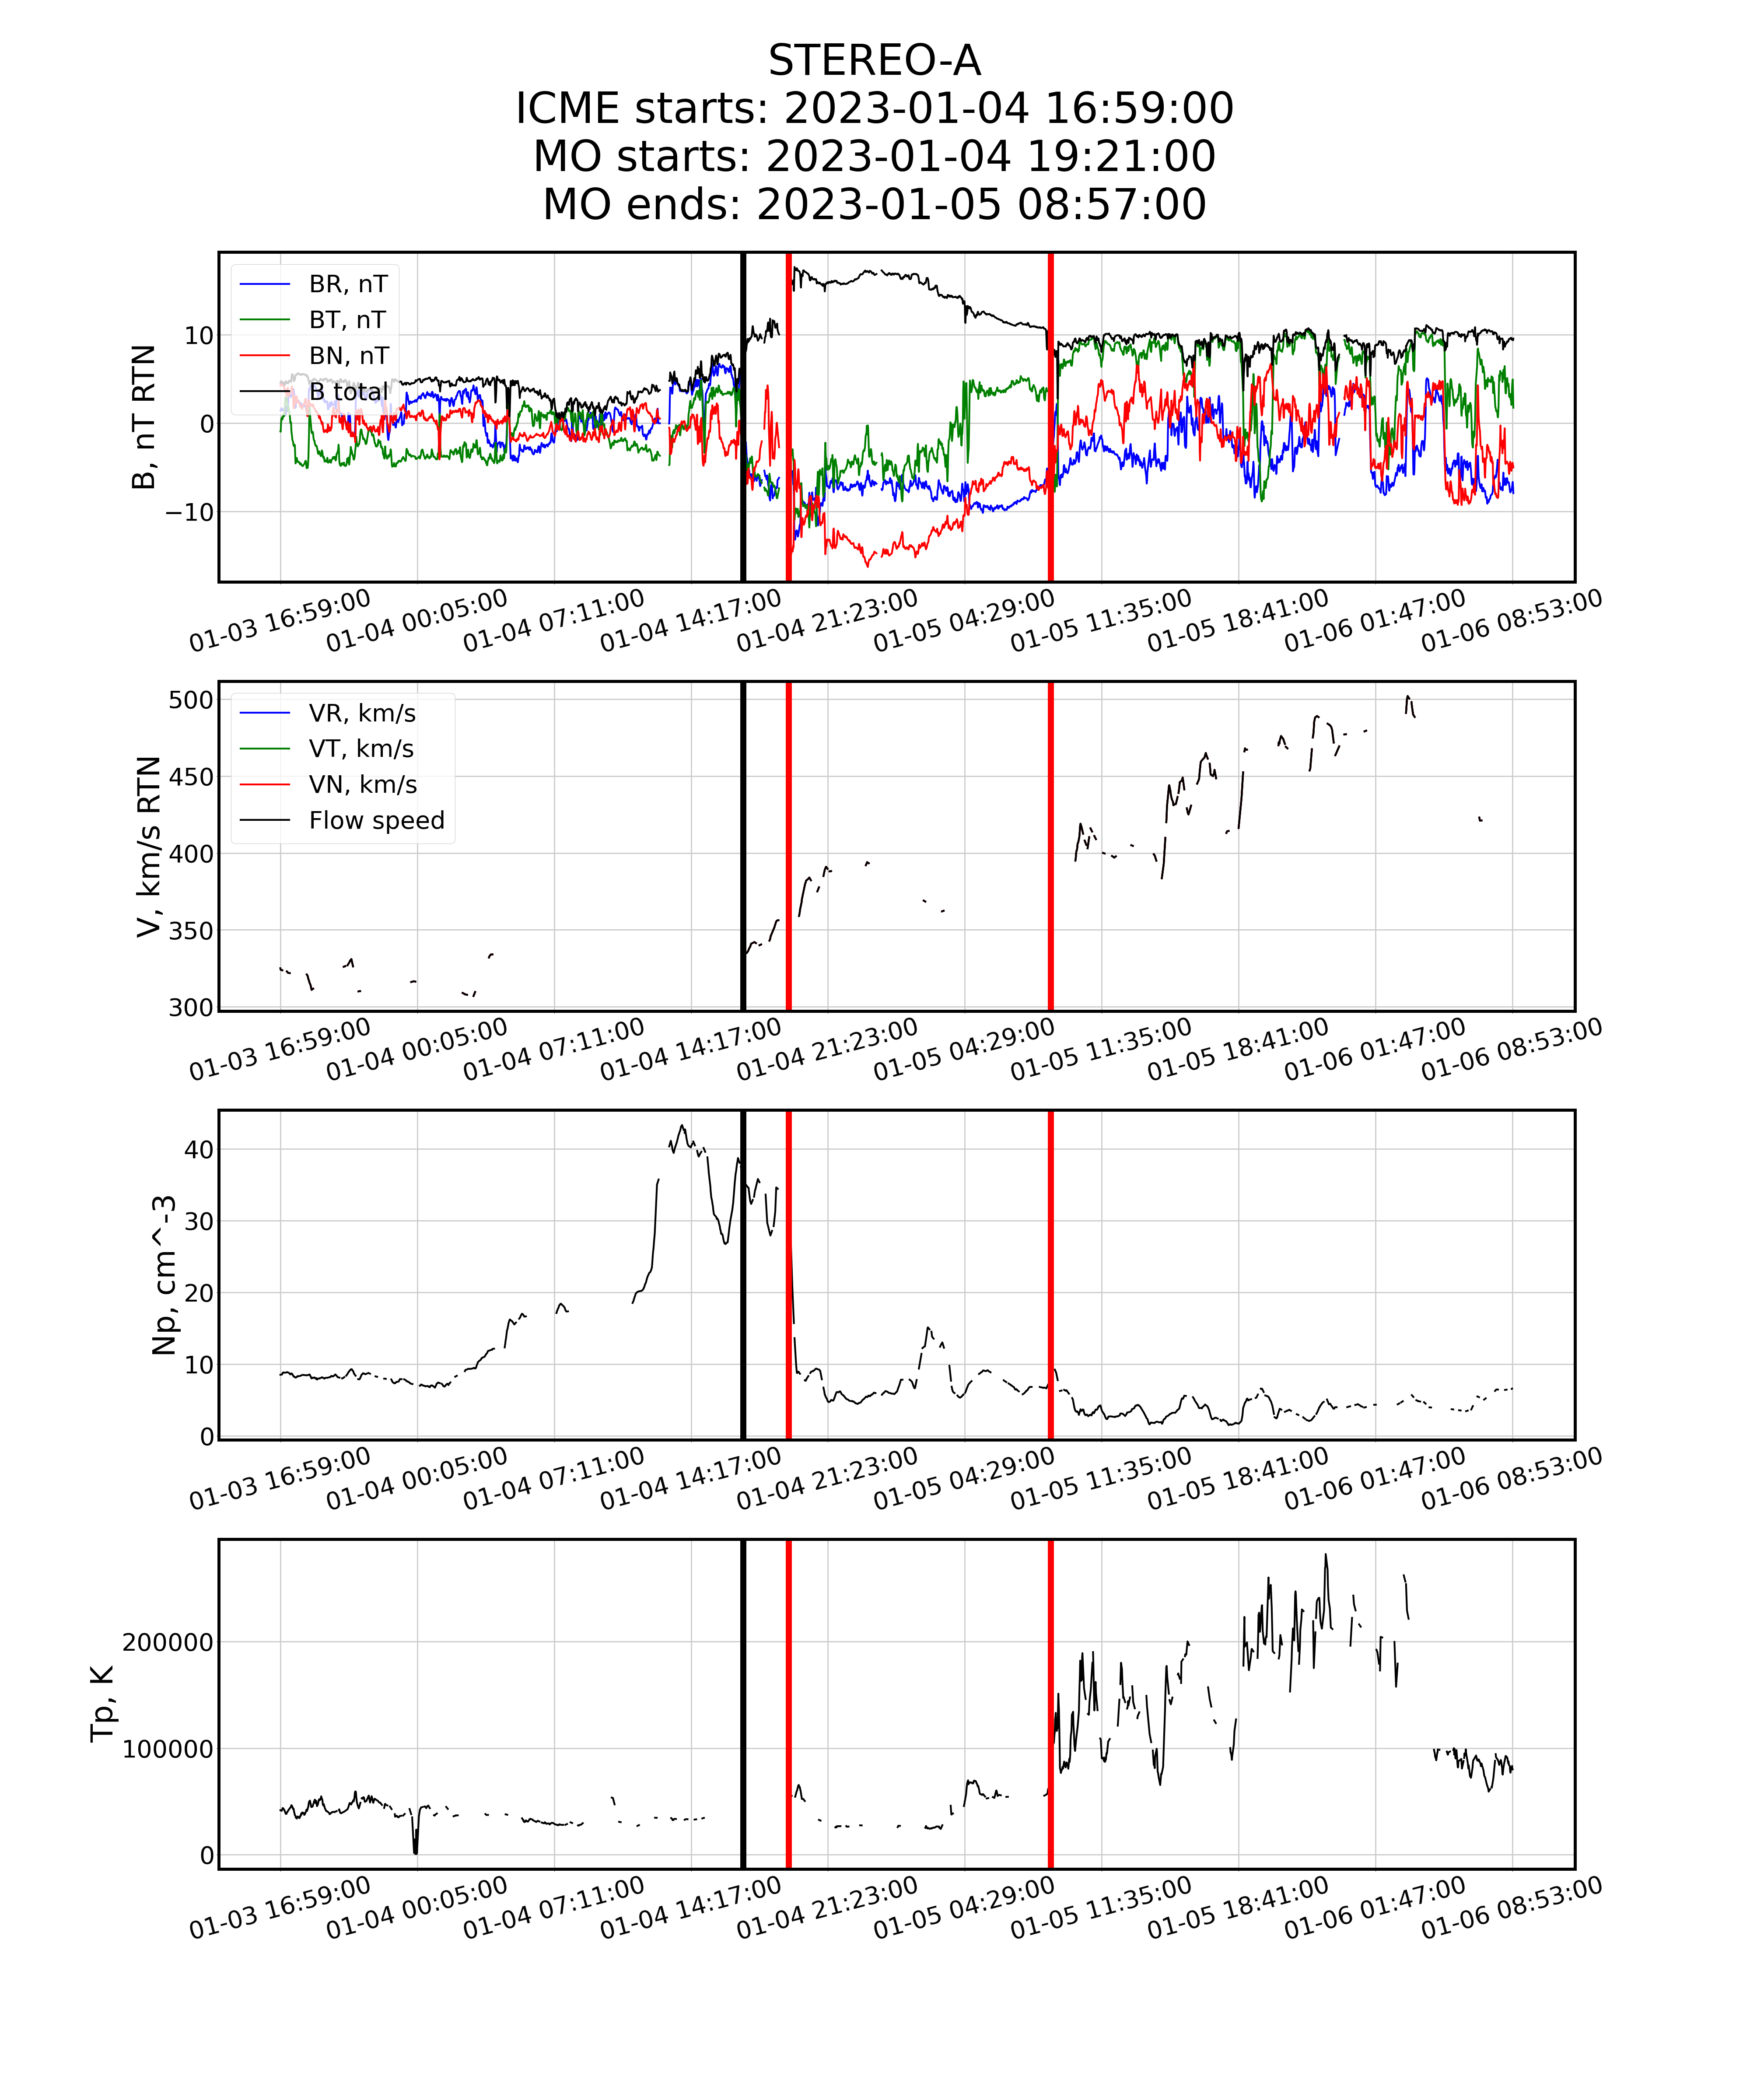 STEREO-A
ICME starts: 2023-01-04 16:59:00
MO starts: 2023-01-04 19:21:00
MO ends: 2023-01-05 08:57:00
B, nT RTN
10
0
−10
BR, nT
BT, nT
BN, nT
B total
01-03 16:59:00 01-04 00:05:00 01-04 07:11:00 01-04 14:17:00 01-04 21:23:00 01-05 04:29:00 01-05 11:35:00 01-05 18:41:00 01-06 01:47:00 01-06 08:53:00
V, km/s RTN
500
450
400
350
300
VR, km/s
VT, km/s
VN, km/s
Flow speed
01-03 16:59:00 01-04 00:05:00 01-04 07:11:00 01-04 14:17:00 01-04 21:23:00 01-05 04:29:00 01-05 11:35:00 01-05 18:41:00 01-06 01:47:00 01-06 08:53:00
Np, cm^-3
40
30
20
10
0
01-03 16:59:00 01-04 00:05:00 01-04 07:11:00 01-04 14:17:00 01-04 21:23:00 01-05 04:29:00 01-05 11:35:00 01-05 18:41:00 01-06 01:47:00 01-06 08:53:00
Tp, K
200000
100000
0
01-03 16:59:00 01-04 00:05:00 01-04 07:11:00 01-04 14:17:00 01-04 21:23:00 01-05 04:29:00 01-05 11:35:00 01-05 18:41:00 01-06 01:47:00 01-06 08:53:00